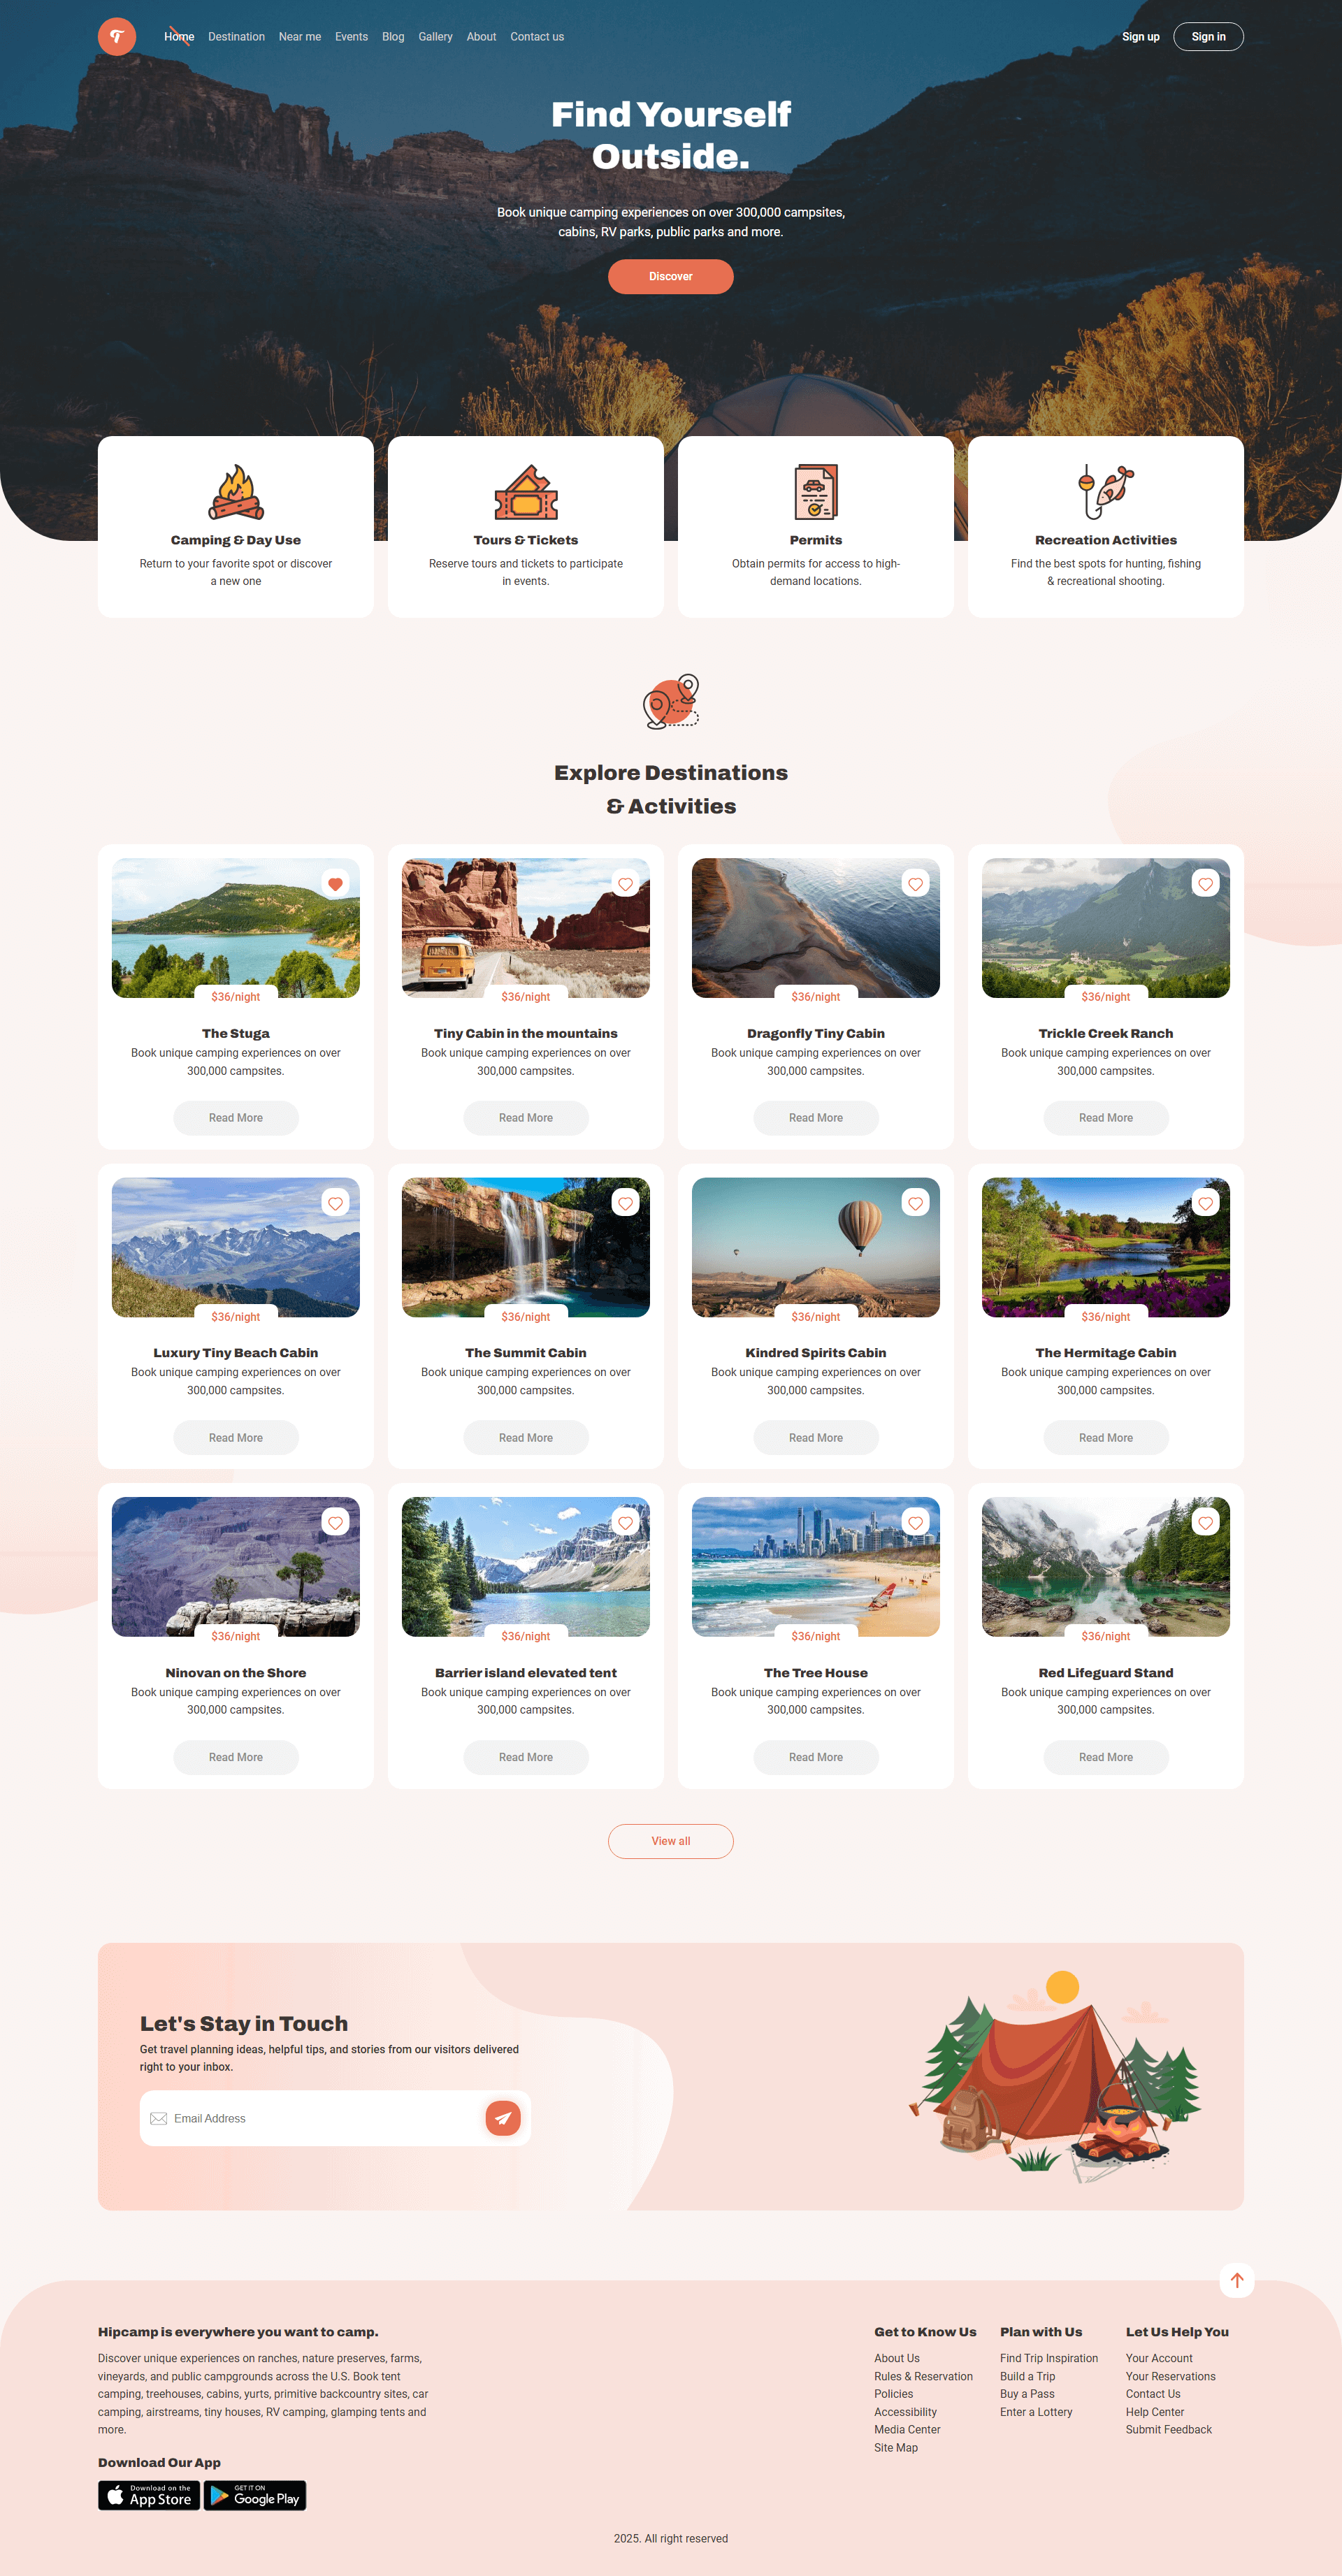 Home Destination Near me Events Blog Gallery About Contact us Sign up Sign in
Find Yourself
Outside.
Book unique camping experiences on over 300,000 campsites,
cabins, RV parks, public parks and more.
Discover
Camping & Day Use
Return to your favorite spot or discover
a new one
Tours & Tickets
Reserve tours and tickets to participate
in events.
Permits
Obtain permits for access to high-
demand locations.
Recreation Activities
Find the best spots for hunting, fishing
& recreational shooting.
Explore Destinations
& Activities
$36/night
The Stuga
Book unique camping experiences on over
300,000 campsites.
Read More
$36/night
Tiny Cabin in the mountains
Book unique camping experiences on over
300,000 campsites.
Read More
$36/night
Dragonfly Tiny Cabin
Book unique camping experiences on over
300,000 campsites.
Read More
$36/night
Trickle Creek Ranch
Book unique camping experiences on over
300,000 campsites.
Read More
$36/night
Luxury Tiny Beach Cabin
Book unique camping experiences on over
300,000 campsites.
Read More
$36/night
The Summit Cabin
Book unique camping experiences on over
300,000 campsites.
Read More
$36/night
Kindred Spirits Cabin
Book unique camping experiences on over
300,000 campsites.
Read More
$36/night
The Hermitage Cabin
Book unique camping experiences on over
300,000 campsites.
Read More
$36/night
Ninovan on the Shore
Book unique camping experiences on over
300,000 campsites.
Read More
$36/night
Barrier island elevated tent
Book unique camping experiences on over
300,000 campsites.
Read More
$36/night
The Tree House
Book unique camping experiences on over
300,000 campsites.
Read More
$36/night
Red Lifeguard Stand
Book unique camping experiences on over
300,000 campsites.
Read More
View all
Let's Stay in Touch
Get travel planning ideas, helpful tips, and stories from our visitors delivered
right to your inbox.
Email Address
Hipcamp is everywhere you want to camp.
Discover unique experiences on ranches, nature preserves, farms,
vineyards, and public campgrounds across the U.S. Book tent
camping, treehouses, cabins, yurts, primitive backcountry sites, car
camping, airstreams, tiny houses, RV camping, glamping tents and
more.
Download Our App
Download on the
App Store
GET IT ON
Google Play
Get to Know Us
About Us
Rules & Reservation
Policies
Accessibility
Media Center
Site Map
Plan with Us
Find Trip Inspiration
Build a Trip
Buy a Pass
Enter a Lottery
Let Us Help You
Your Account
Your Reservations
Contact Us
Help Center
Submit Feedback
2025. All right reserved